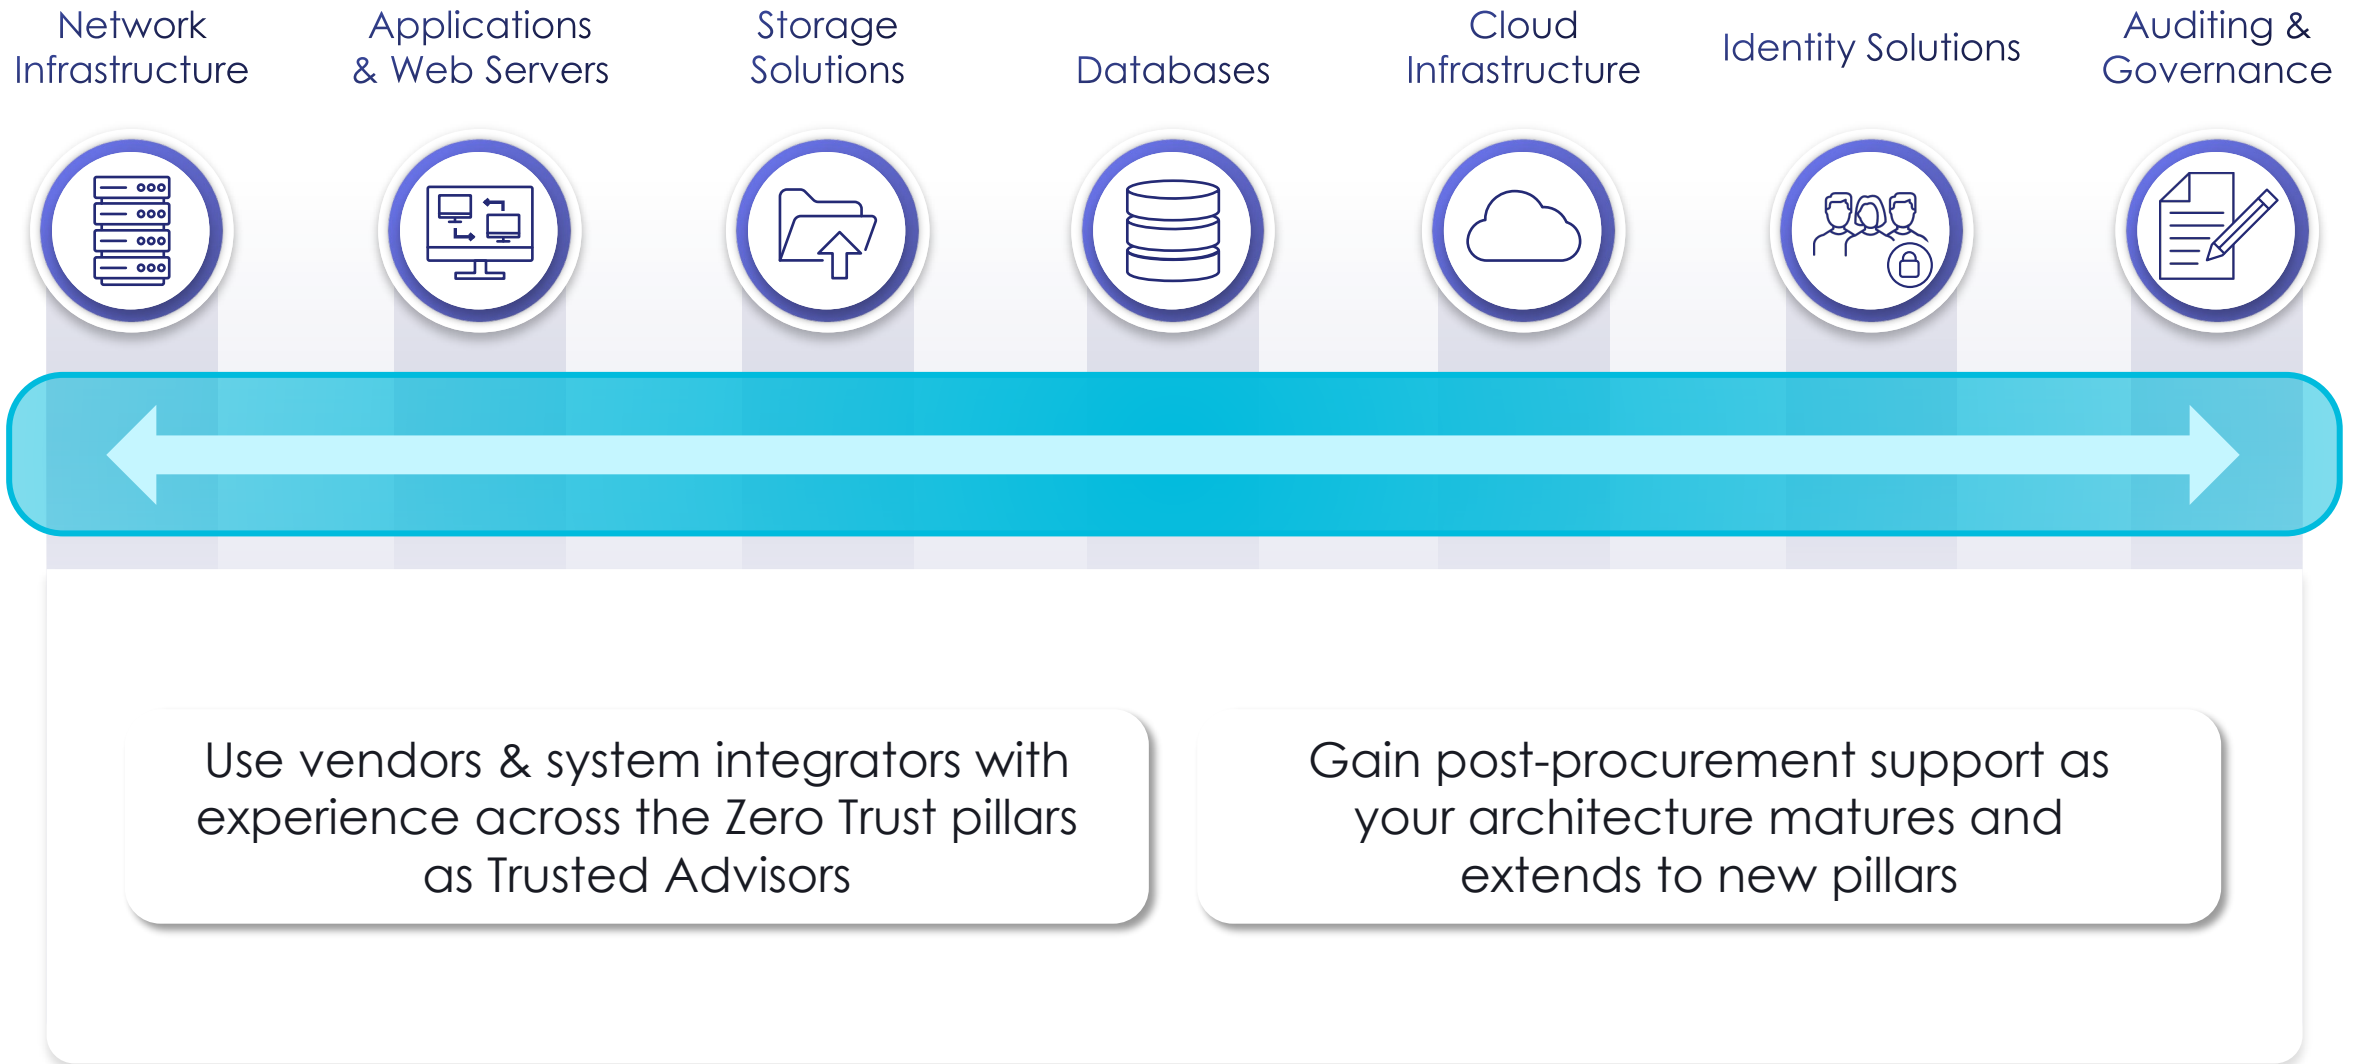 Network
Infrastructure
Applications
& Web Servers
Storage
Solutions
Databases
Cloud
Infrastructure
Identity Solutions
Auditing &
Governance
Use vendors & system integrators with
experience across the Zero Trust pillars
as Trusted Advisors
Gain post-procurement support as
your architecture matures and
extends to new pillars